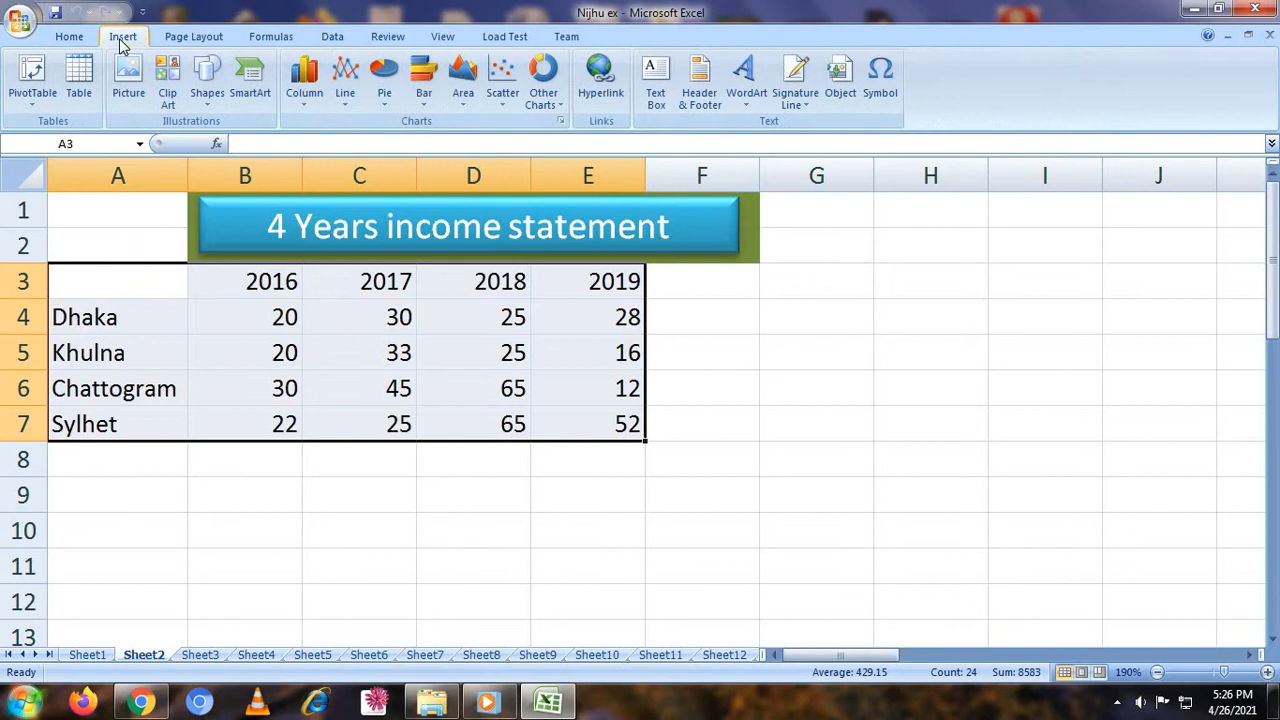 Nijhu ex - Microsoft Excel
Home Insert Page Layout Formulas Data Review View Load Test Team
PivotTable Table Picture Clip Art Shapes SmartArt Column Line Pie Bar Area Scatter Other Charts Hyperlink Text Box Header & Footer WordArt Signature Line Object Symbol
Tables Illustrations Charts Links Text
A3 fx
A B C D E F G H I J
1 4 Years income statement
2
3 2016 2017 2018 2019
4 Dhaka 20 30 25 28
5 Khulna 20 33 25 16
6 Chattogram 30 45 65 12
7 Sylhet 22 25 65 52
8
9
10
11
12
13
Sheet1 Sheet2 Sheet3 Sheet4 Sheet5 Sheet6 Sheet7 Sheet8 Sheet9 Sheet10 Sheet11 Sheet12
Ready Average: 429.15 Count: 24 Sum: 8583 190%
5:26 PM
4/26/2021